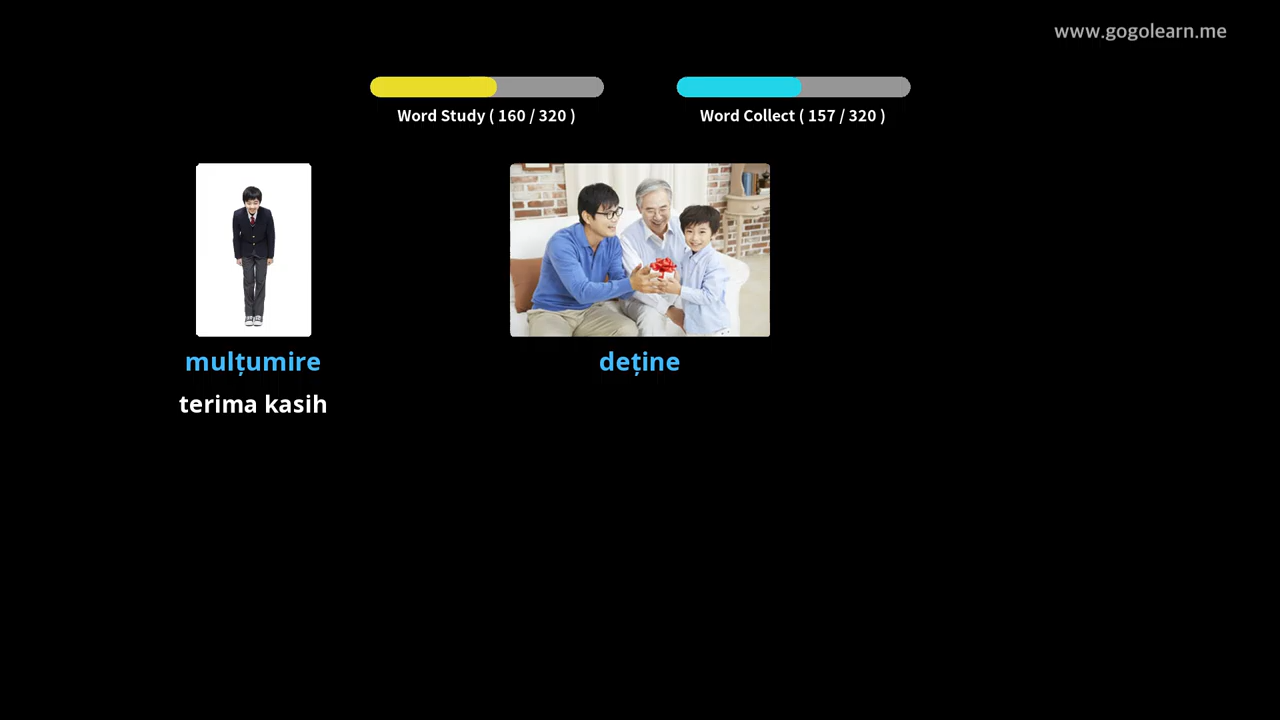 www.gogolearn.me
Word Study ( 160 / 320 )
Word Collect ( 157 / 320 )
mulțumire
deține
terima kasih